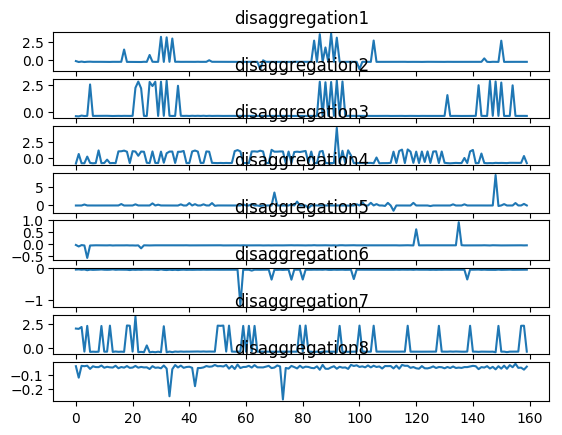 disaggregation1
2.5
0.0
disaggregation2
2.5
0.0
disaggregation3
2.5
0.0
disaggregation4
5
0
disaggregation5
1.0
0.5
0.0
−0.5
disaggregation6
0
−1
disaggregation7
2.5
0.0
disaggregation8
−0.1
−0.2
0 20 40 60 80 100 120 140 160